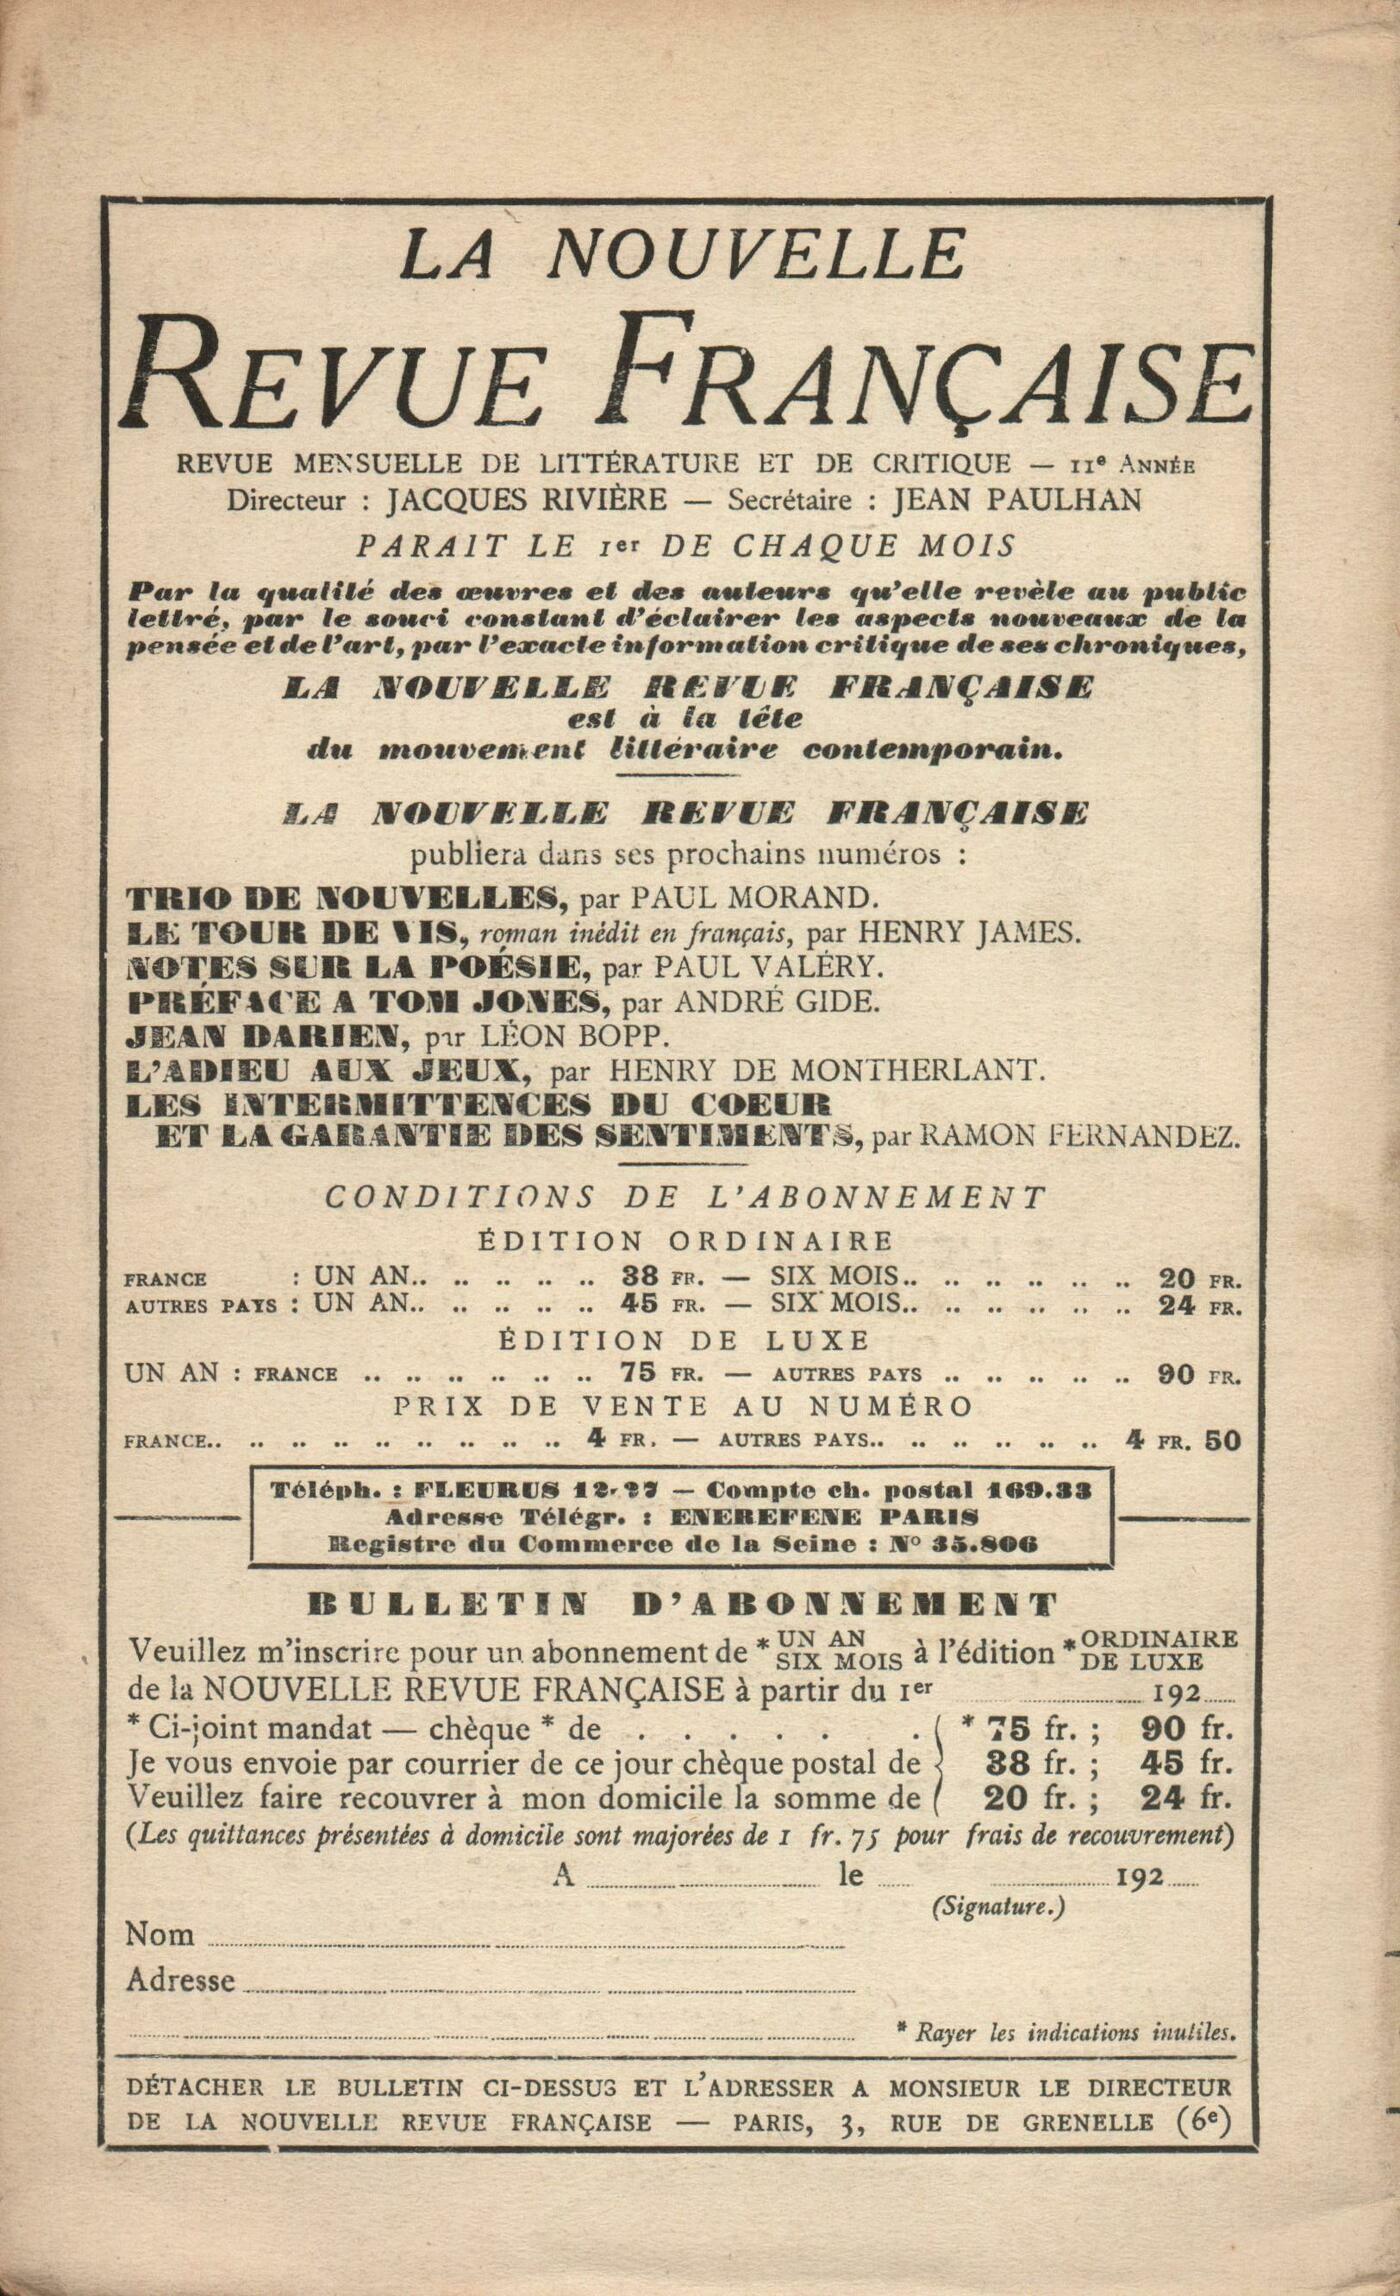 LA NOUVELLE
REVUE FRANÇAISE
REVUE MENSUELLE DE LITTÉRATURE ET DE CRITIQUE — 11e ANNÉE
Directeur : JACQUES RIVIÈRE — Secrétaire : JEAN PAULHAN
PARAIT LE 1er DE CHAQUE MOIS
Par la qualité des œuvres et des auteurs qu'elle revèle au public
lettré, par le souci constant d'éclairer les aspects nouveaux de la
pensée et de l'art, par l'exacte information critique de ses chroniques,
LA NOUVELLE REVUE FRANÇAISE
est à la tête
du mouvement littéraire contemporain.
LA NOUVELLE REVUE FRANÇAISE
publiera dans ses prochains numéros :
TRIO DE NOUVELLES, par PAUL MORAND.
LE TOUR DE VIS, roman inédit en français, par HENRY JAMES.
NOTES SUR LA POÉSIE, par PAUL VALÉRY.
PRÉFACE A TOM JONES, par ANDRÉ GIDE.
JEAN DARIEN, par LÉON BOPP.
L'ADIEU AUX JEUX, par HENRY DE MONTHERLANT.
LES INTERMITTENCES DU COEUR
ET LA GARANTIE DES SENTIMENTS, par RAMON FERNANDEZ.
CONDITIONS DE L'ABONNEMENT
ÉDITION ORDINAIRE
FRANCE : UN AN.. .. .. .. .. 38 FR. — SIX MOIS.. .. .. .. .. .. 20 FR.
AUTRES PAYS : UN AN.. .. .. .. .. 45 FR. — SIX MOIS.. .. .. .. .. .. 24 FR.
ÉDITION DE LUXE
UN AN : FRANCE .. .. .. .. .. .. 75 FR. — AUTRES PAYS .. .. .. .. .. 90 FR.
PRIX DE VENTE AU NUMÉRO
FRANCE.. .. .. .. .. .. .. .. .. 4 FR. — AUTRES PAYS.. .. .. .. .. .. 4 FR. 50
Téléph. : FLEURUS 12-27 — Compte ch. postal 169.33
Adresse Télégr. : ENEREFENE PARIS
Registre du Commerce de la Seine : No 35.806
BULLETIN D'ABONNEMENT
Veuillez m'inscrire pour un abonnement de * UN AN SIX MOIS à l'édition * ORDINAIRE DE LUXE
de la NOUVELLE REVUE FRANÇAISE à partir du 1er ............ 192.....
* Ci-joint mandat — chèque * de . . . . . . ( * 75 fr. ; 90 fr.
Je vous envoie par courrier de ce jour chèque postal de 38 fr. ; 45 fr.
Veuillez faire recouvrer à mon domicile la somme de 20 fr. ; 24 fr.
(Les quittances présentées à domicile sont majorées de 1 fr. 75 pour frais de recouvrement)
A ............ le ............ 192.....
(Signature.)
Nom ............
Adresse ............
* Rayer les indications inutiles.
DÉTACHER LE BULLETIN CI-DESSUS ET L'ADRESSER A MONSIEUR LE DIRECTEUR
DE LA NOUVELLE REVUE FRANÇAISE — PARIS, 3, RUE DE GRENELLE (6e)